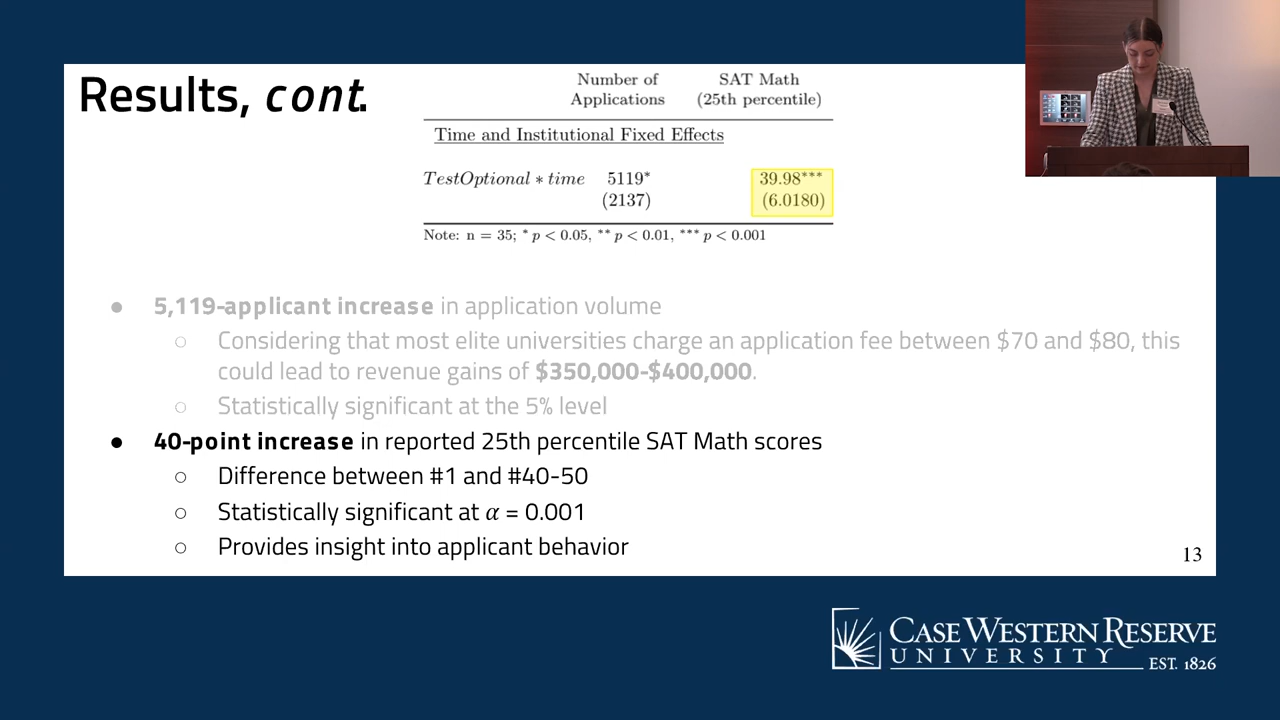 Results, cont.
Number of Applications
SAT Math (25th percentile)
Time and Institutional Fixed Effects
TestOptional ∗ time 5119* 39.98***
(2137) (6.0180)
Note: n = 35; * p < 0.05, ** p < 0.01, *** p < 0.001
● 5,119-applicant increase in application volume
○ Considering that most elite universities charge an application fee between $70 and $80, this
could lead to revenue gains of $350,000-$400,000.
○ Statistically significant at the 5% level
● 40-point increase in reported 25th percentile SAT Math scores
○ Difference between #1 and #40-50
○ Statistically significant at α = 0.001
○ Provides insight into applicant behavior
13
CASE WESTERN RESERVE
UNIVERSITY
EST. 1826